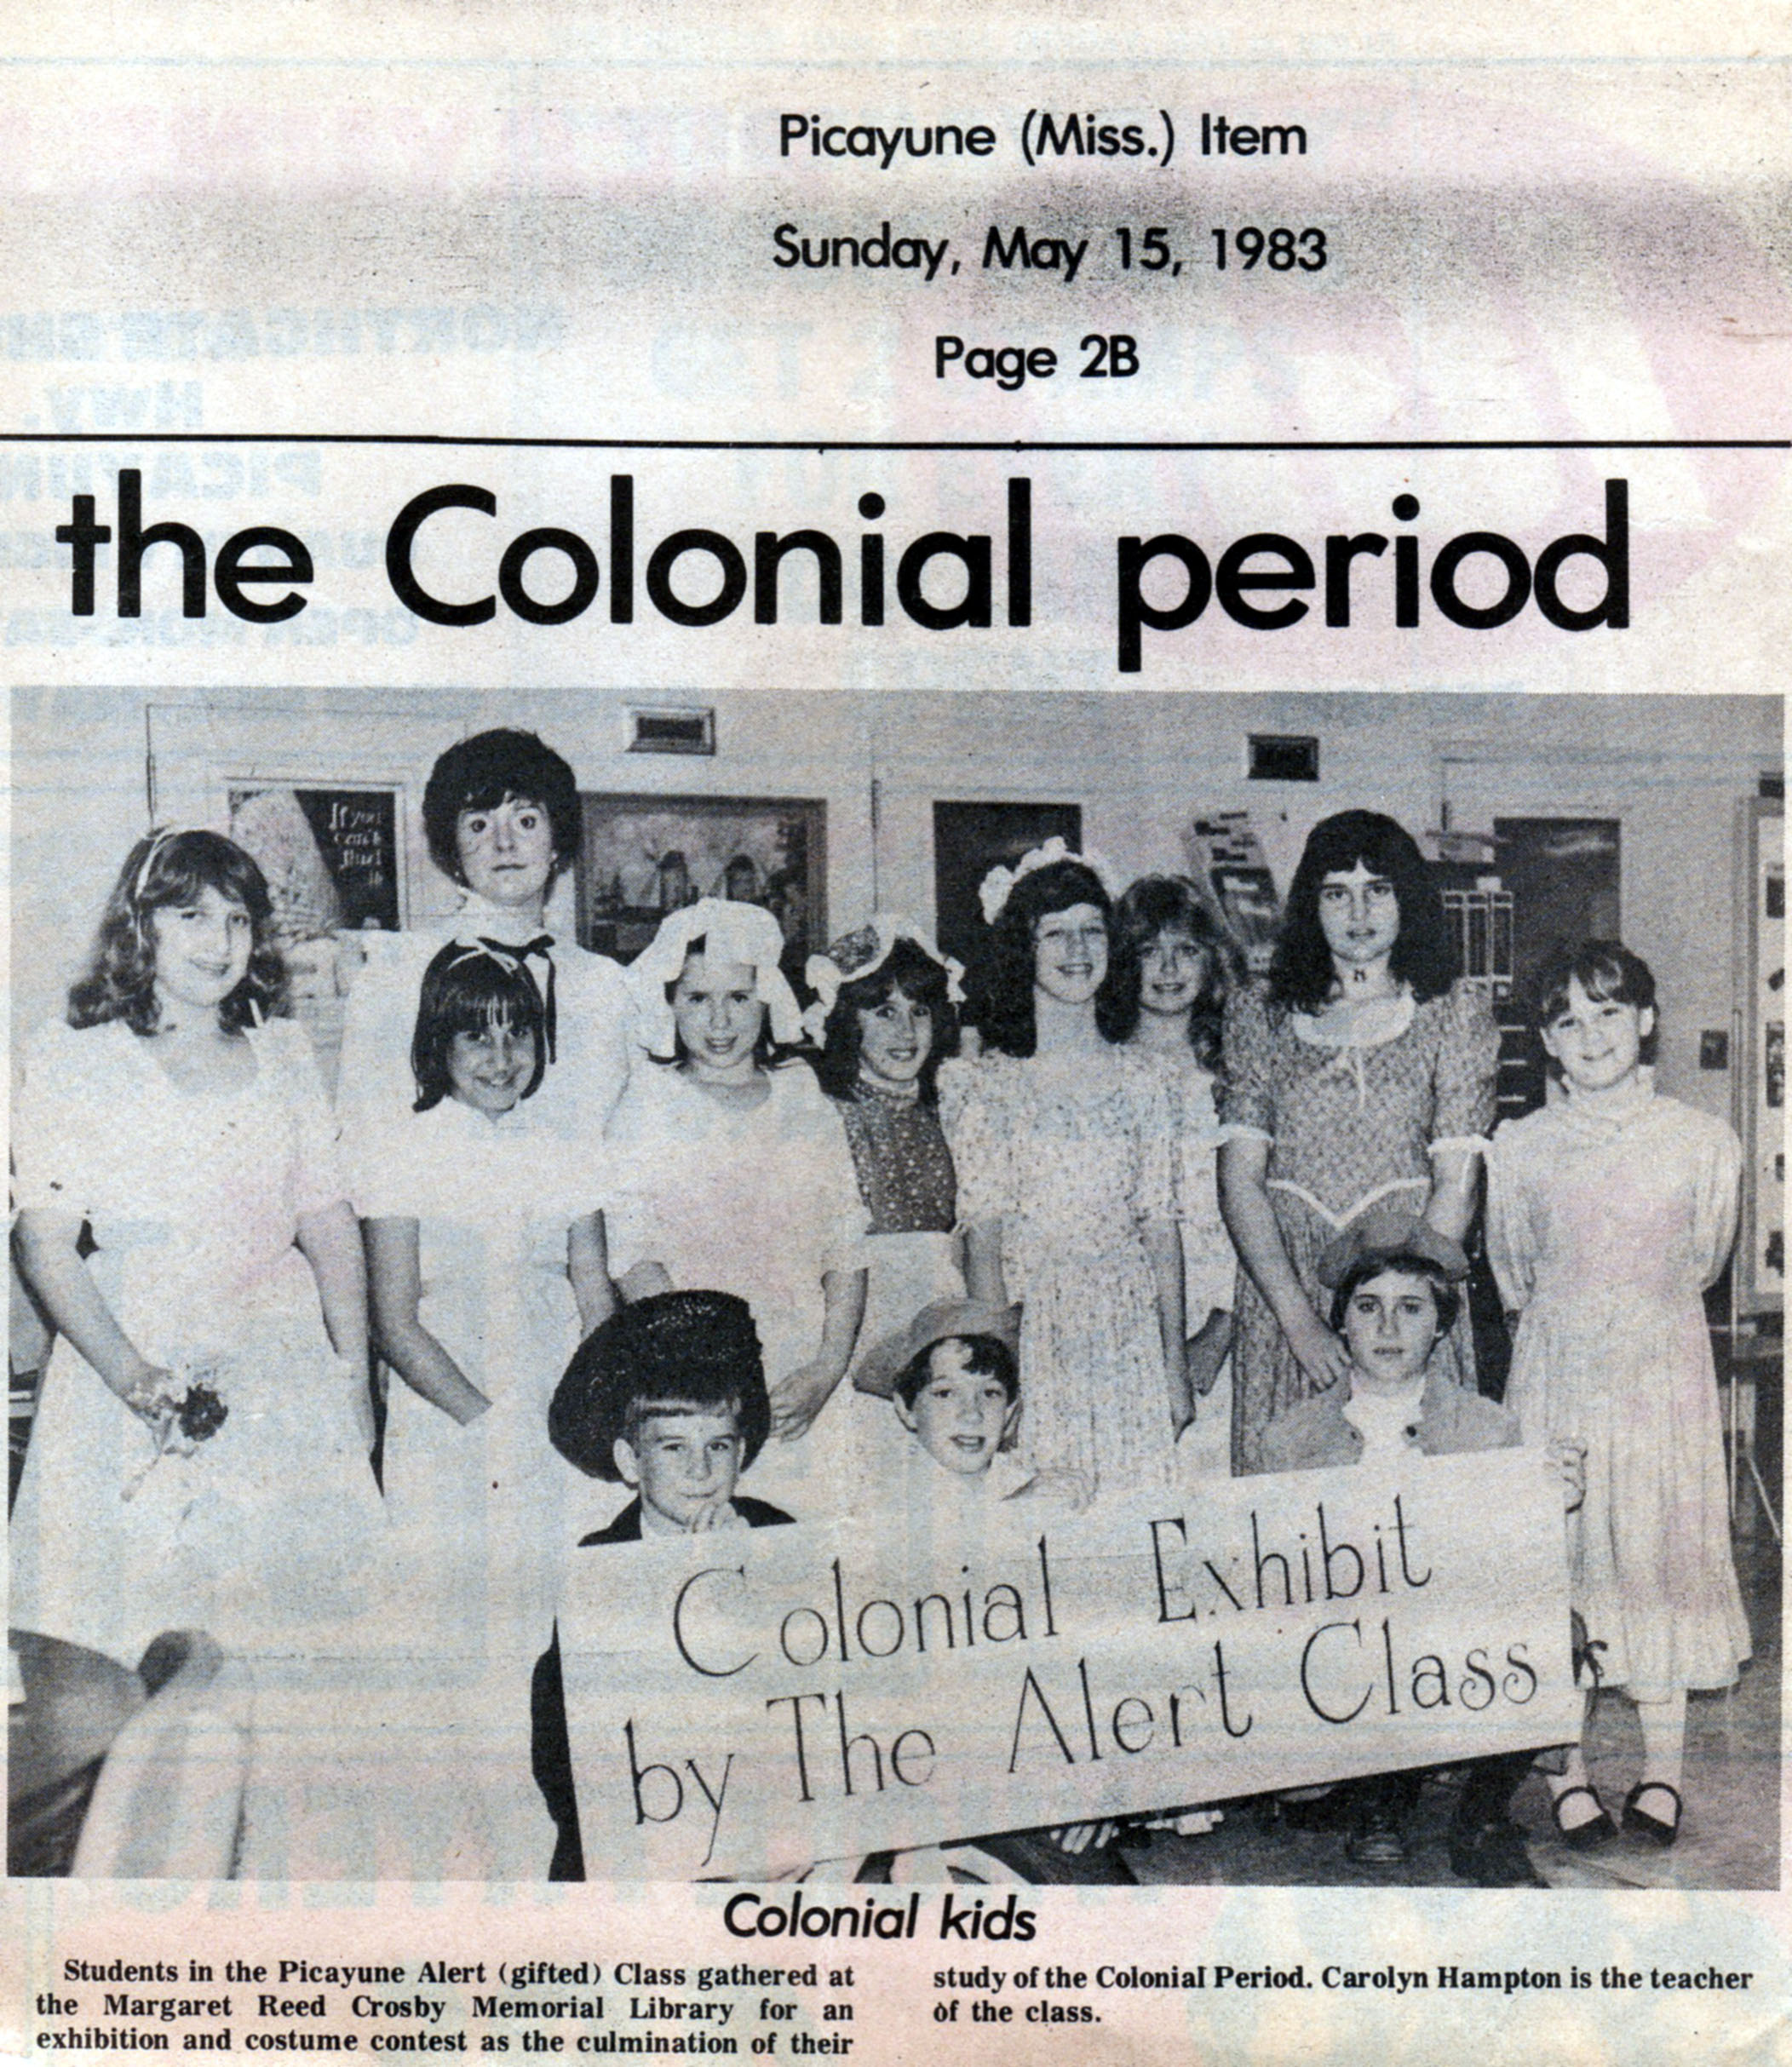 Picayune (Miss.) Item
Sunday, May 15, 1983
Page 2B
the Colonial period
If you
can't
find
it
Colonial Exhibit
by The Alert Class
Colonial kids
Students in the Picayune Alert (gifted) Class gathered at
the Margaret Reed Crosby Memorial Library for an
exhibition and costume contest as the culmination of their
study of the Colonial Period. Carolyn Hampton is the teacher
of the class.